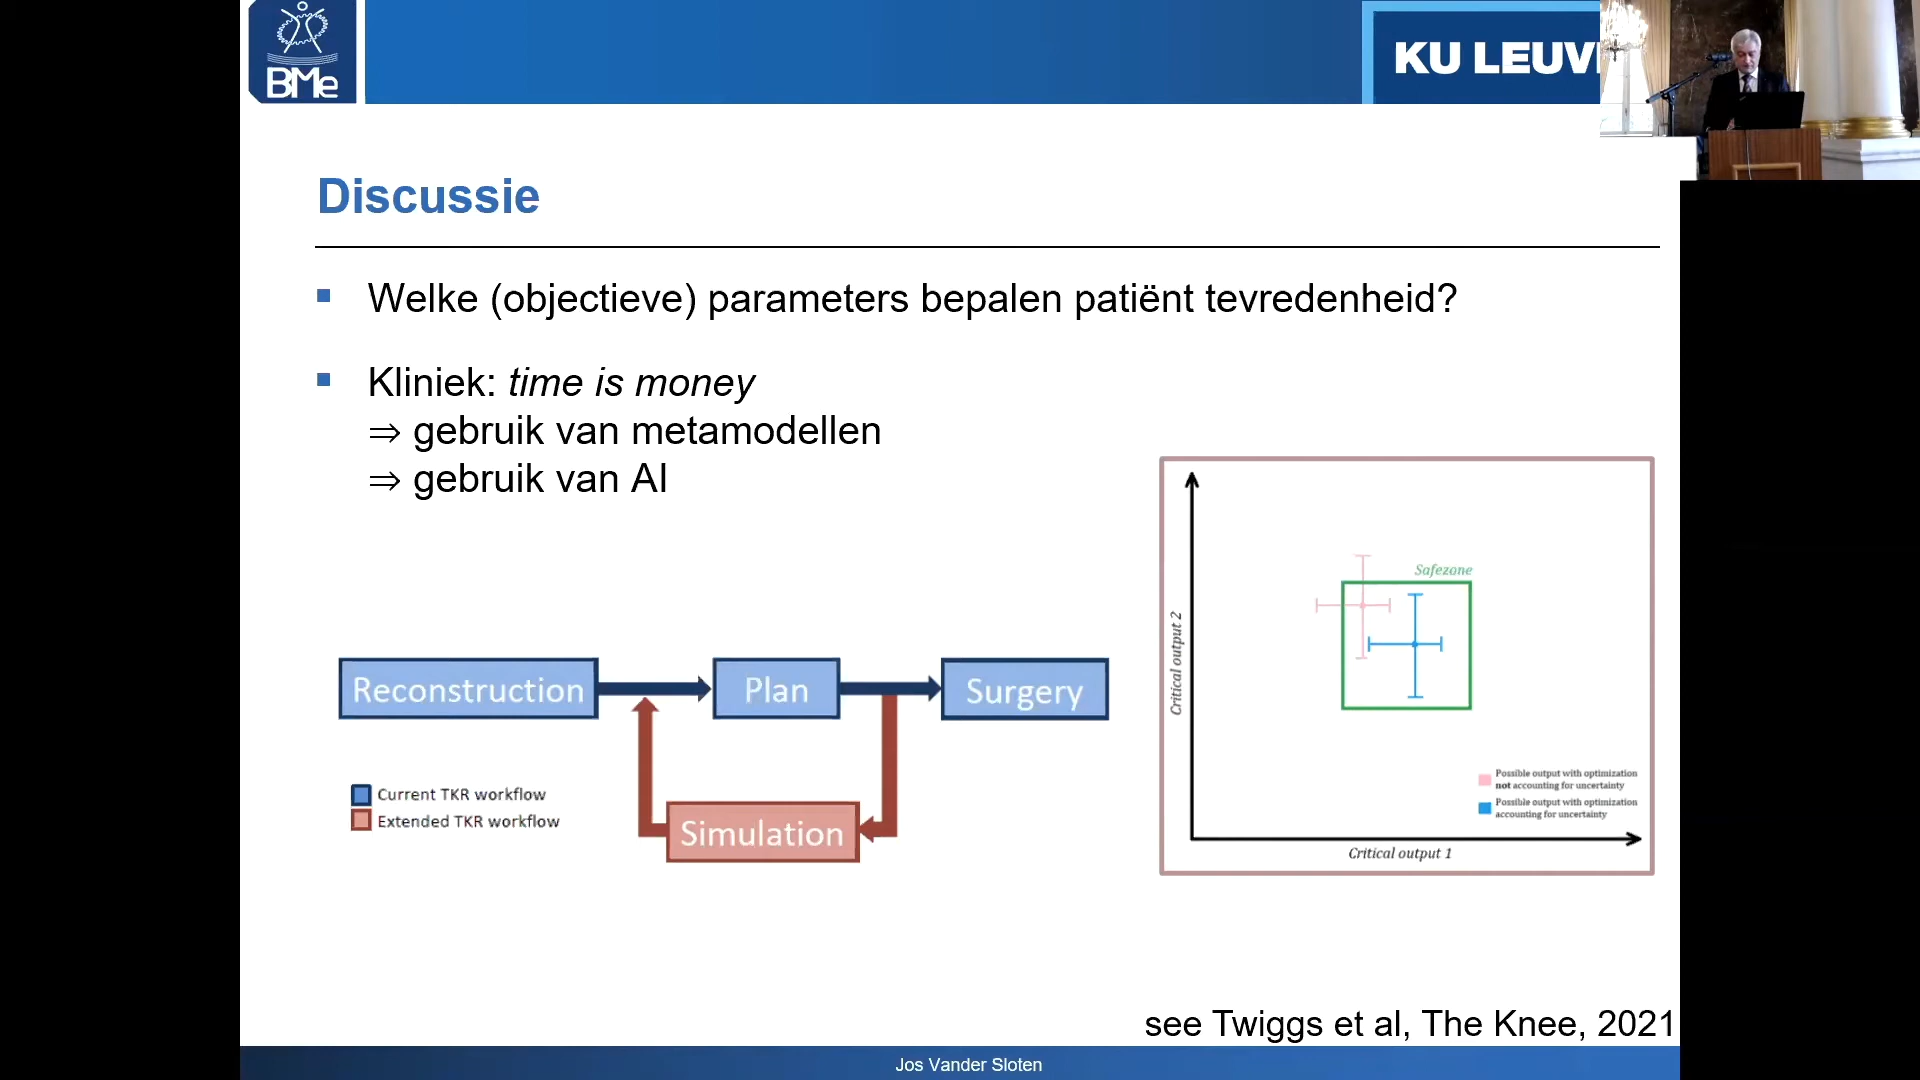 BMe
KU LEUV
Discussie
Welke (objectieve) parameters bepalen patiënt tevredenheid?
Kliniek: time is money
⇒ gebruik van metamodellen
⇒ gebruik van AI
Reconstruction
Plan
Surgery
Simulation
Current TKR workflow
Extended TKR workflow
Critical output 2
Safezone
Possible output with optimization
not accounting for uncertainty
Possible output with optimization
accounting for uncertainty
Critical output 1
see Twiggs et al, The Knee, 2021
Jos Vander Sloten